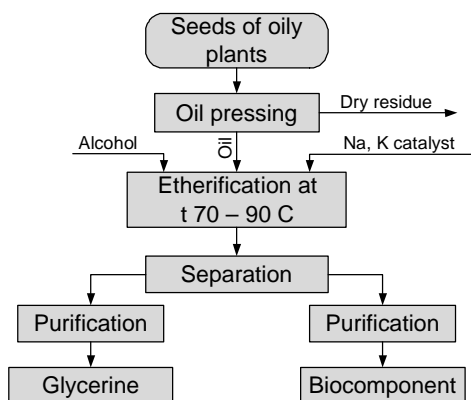 Seeds of oily
plants
Oil pressing
Dry residue
Alcohol
Oil
Na, K catalyst
Etherification at
t 70 – 90 C
Separation
Purification
Purification
Glycerine
Biocomponent